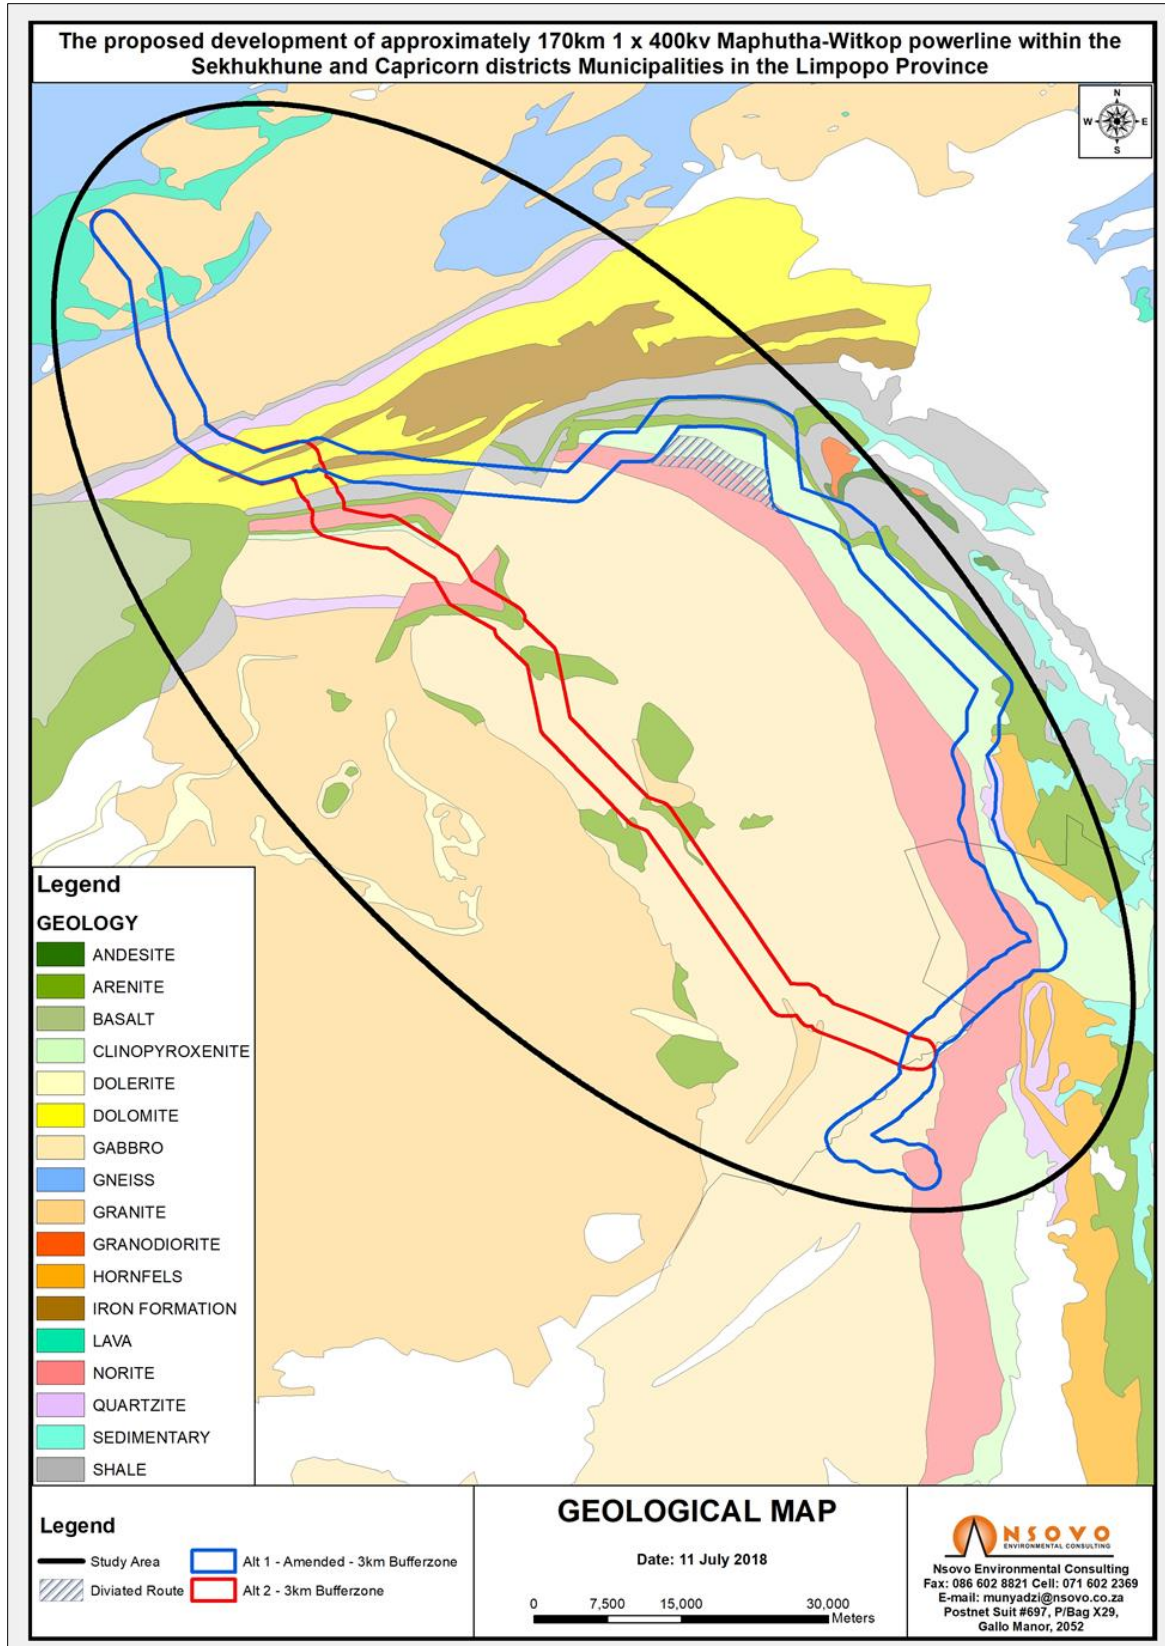 The proposed development of approximately 170km 1 x 400kv Maphutha-Witkop powerline within the
Sekhukhune and Capricorn districts Municipalities in the Limpopo Province
N
W E
S
Legend
GEOLOGY
ANDESITE
ARENITE
BASALT
CLINOPYROXENITE
DOLERITE
DOLOMITE
GABBRO
GNEISS
GRANITE
GRANODIORITE
HORNFELS
IRON FORMATION
LAVA
NORITE
QUARTZITE
SEDIMENTARY
SHALE
Legend
Study Area
Alt 1 - Amended - 3km Bufferzone
Diviated Route
Alt 2 - 3km Bufferzone
GEOLOGICAL MAP
Date: 11 July 2018
0 7,500 15,000 30,000
Meters
NSOVO
ENVIRONMENTAL CONSULTING
Nsovo Environmental Consulting
Fax: 086 602 8821 Cell: 071 602 2369
E-mail: munyadzi@nsovo.co.za
Postnet Suit #697, P/Bag X29,
Gallo Manor, 2052